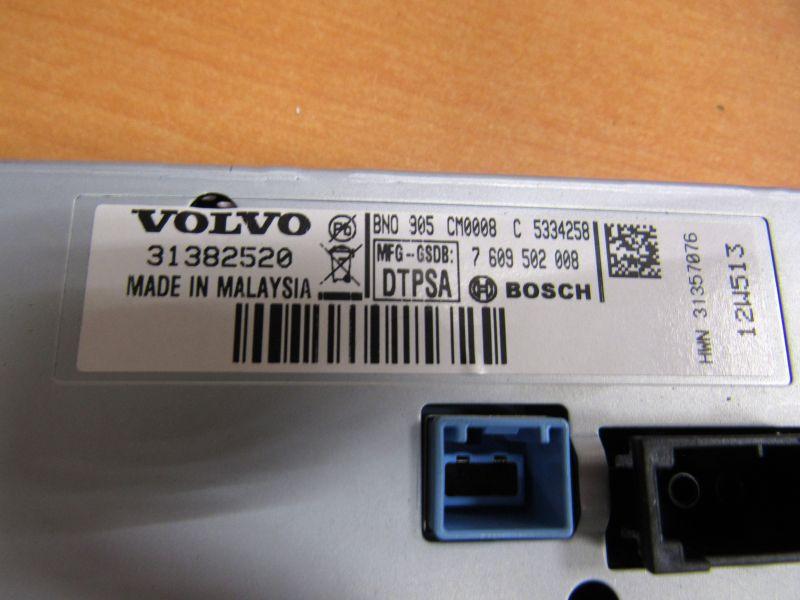 VOLVO
31382520
MADE IN MALAYSIA
BNO 905 CM0008 C 5334258
MFG-GSDB:
DTPSA
7 609 502 008
BOSCH
HWN 31357076
12W513